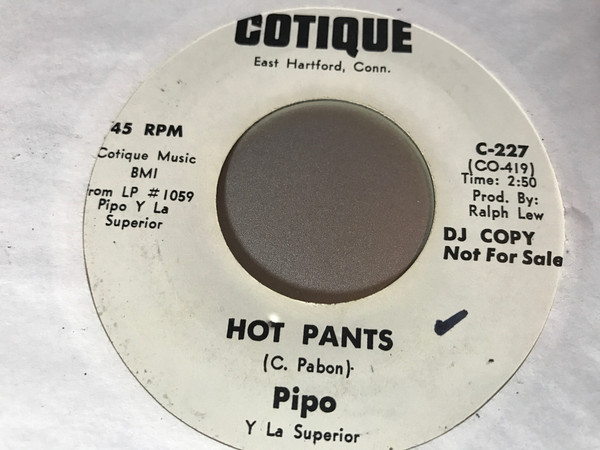 COTIQUE
East Hartford, Conn.
45 RPM
Cotique Music
BMI
rom LP #1059
Pipo Y La
Superior
C-227
(CO-419)
Time: 2:50
Prod. By:
Ralph Lew
DJ COPY
Not For Sale
HOT PANTS
(C. Pabon)
Pipo
Y La Superior